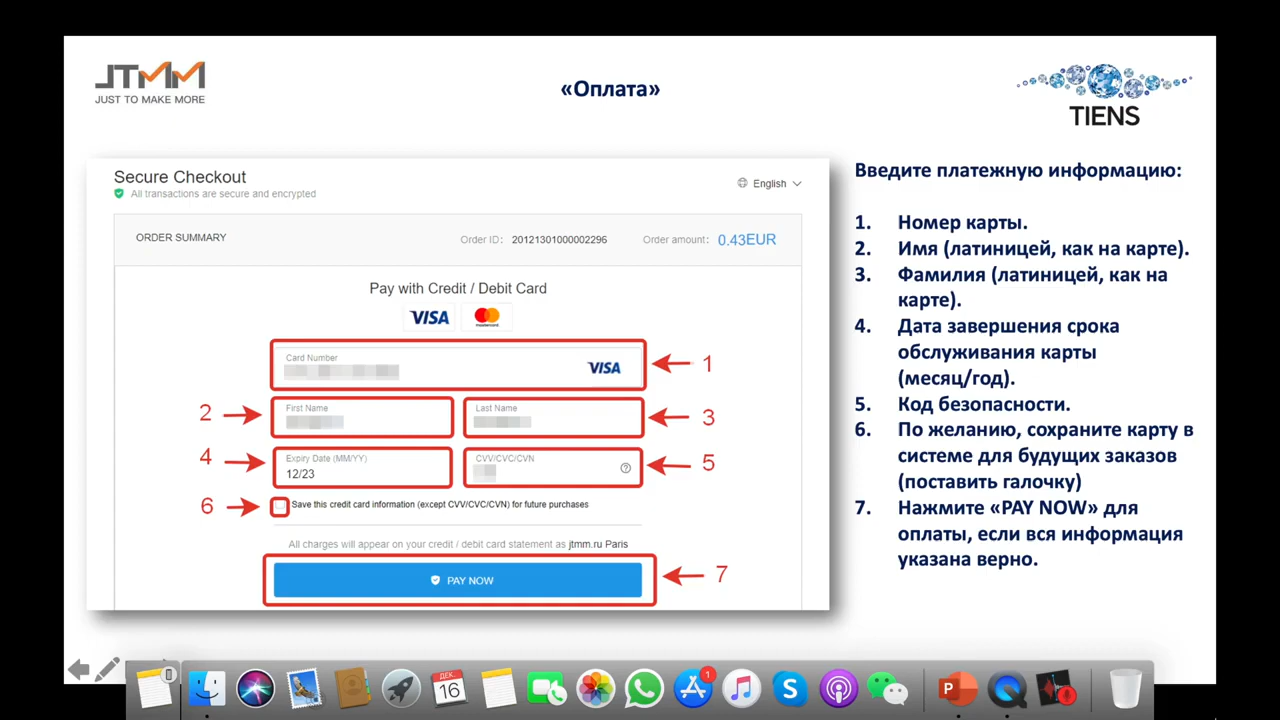 JTMM
JUST TO MAKE MORE
«Оплата»
TIENS
Secure Checkout
All transactions are secure and encrypted
English
ORDER SUMMARY
Order ID: 20121301000002296
Order amount: 0.43EUR
Pay with Credit / Debit Card
VISA
mastercard
Card Number
VISA
1
2
First Name
Last Name
3
4
Expiry Date (MM/YY)
12/23
CVV/CVC/CVN
5
6
Save this credit card information (except CVV/CVC/CVN) for future purchases
All charges will appear on your credit / debit card statement as jtmm.ru Paris
PAY NOW
7
Введите платежную информацию:
1. Номер карты.
2. Имя (латиницей, как на карте).
3. Фамилия (латиницей, как на
карте).
4. Дата завершения срока
обслуживания карты
(месяц/год).
5. Код безопасности.
6. По желанию, сохраните карту в
системе для будущих заказов
(поставить галочку)
7. Нажмите «PAY NOW» для
оплаты, если вся информация
указана верно.
ДЕК.
16
1
S
P